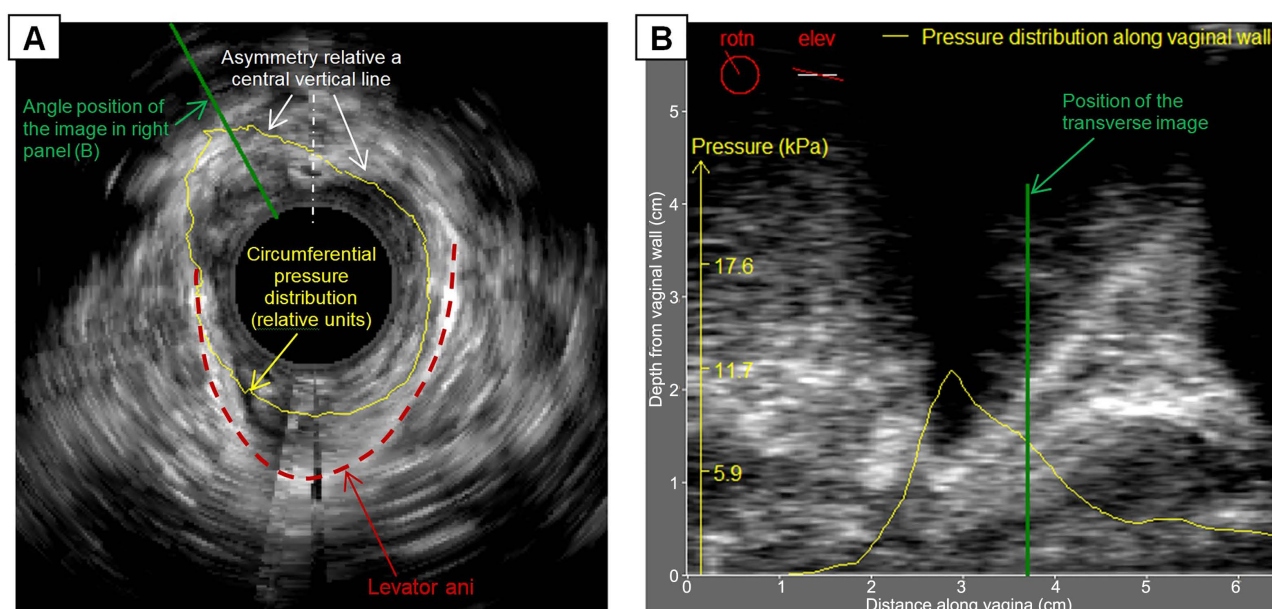 A
Asymmetry relative a
central vertical line
Angle position of
the image in right
panel (B)
Circumferential
pressure
distribution
(relative units)
Levator ani
B
rotn
elev
Pressure distribution along vaginal wall
Position of the
transverse image
Pressure (kPa)
17.6
11.7
5.9
Depth from vaginal wall (cm)
5
4
3
2
1
0
0 1 2 3 4 5 6
Distance along vagina (cm)